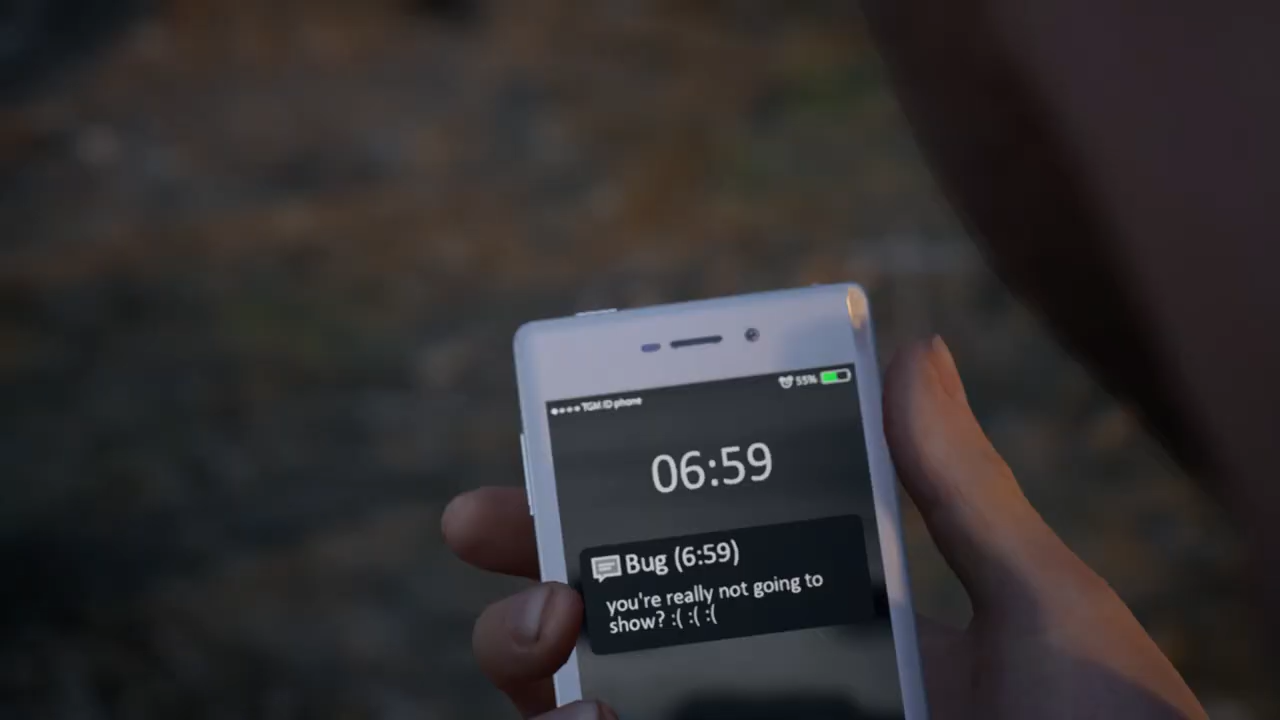 TGM ID phone 55%
06:59
Bug (6:59)
you're really not going to
show? :( :( :(